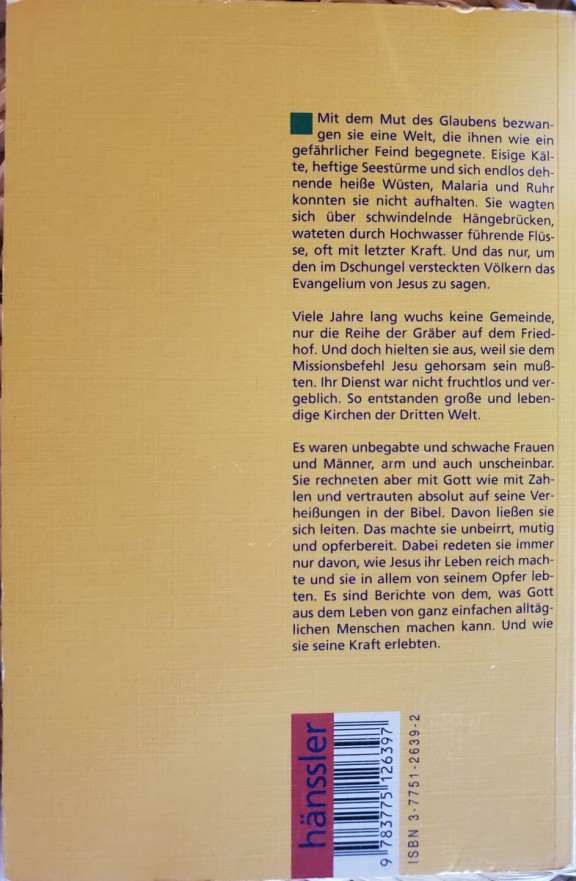 Mit dem Mut des Glaubens bezwan-
gen sie eine Welt, die ihnen wie ein
gefährlicher Feind begegnete. Eisige Käl-
te, heftige Seestürme und sich endlos deh-
nende heiße Wüsten, Malaria und Ruhr
konnten sie nicht aufhalten. Sie wagten
sich über schwindelnde Hängebrücken,
wateten durch Hochwasser führende Flüs-
se, oft mit letzter Kraft. Und das nur, um
den im Dschungel versteckten Völkern das
Evangelium von Jesus zu sagen.
Viele Jahre lang wuchs keine Gemeinde,
nur die Reihe der Gräber auf dem Fried-
hof. Und doch hielten sie aus, weil sie dem
Missionsbefehl Jesu gehorsam sein muß-
ten. Ihr Dienst war nicht fruchtlos und ver-
geblich. So entstanden große und leben-
dige Kirchen der Dritten Welt.
Es waren unbegabte und schwache Frauen
und Männer, arm und auch unscheinbar.
Sie rechneten aber mit Gott wie mit Zah-
len und vertrauten absolut auf seine Ver-
heißungen in der Bibel. Davon ließen sie
sich leiten. Das machte sie unbeirrt, mutig
und opferbereit. Dabei redeten sie immer
nur davon, wie Jesus ihr Leben reich mach-
te und sie in allem von seinem Opfer leb-
ten. Es sind Berichte von dem, was Gott
aus dem Leben von ganz einfachen alltäg-
lichen Menschen machen kann. Und wie
sie seine Kraft erlebten.
hänssler
9 783775 126397
ISBN 3-7751-2639-2